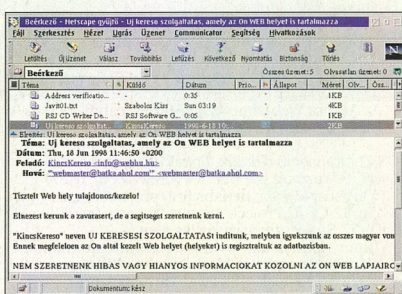 Beérkező - Netscape gyűjtő - Uj kereso szolgaltatas, amely az On WEB helyet is tartalmazza
Fájl Szerkesztés Nézet Ugrás Üzenet Communicator Segítség Hivatkozások
Letöltés Új üzenet Válasz Továbbítás Lefűzés Következő Nyomtatás Biztonság Törlés
Beérkező Összes üzenet:5 Olvasatlan üzenet: 0
Téma Küldő Dátum Prio... Állapot Méret Olv... Öss...
Address verificatio... 0:35 1KB
Javít01.txt Szabolcs Kiss Sun 03:19 4KB
RSJ CD Writer De... RSJ Software G... 0:05 1KB
Uj kereso szolgaltat... KincsKereso 1998-6-18 10:... 2KB
Elrejtés: Uj kereso szolgaltatas, amely az On WEB helyet is tartalmazza
Téma: Uj kereso szolgaltatas, amely az On WEB helyet is tartalmazza
Dátum: Thu, 18 Jun 1998 11:46:50 +0200
Feladó: KincsKereso <info@webhu.hu>
Hová: "'webmaster@batka.ahol.com'" <webmaster@batka.ahol.com>
Tisztelt Web hely tulajdonos/kezelo!
Elnezest kerunk a zavarasert, de a segitseget szeretnenk kerni.
"KincsKereso" neven UJ KERESESI SZOLGALTATASt inditunk, melyben igyekszunk az osszes magyar von
Ennek megfeleloen az On altal kezelt Web helyet (helyeket) is regisztraltuk az adatbazisban.
NEM SZERETNENK HIBAS VAGY HIANYOS INFORMACIOKAT KOZOLNI AZ ON WEB LAPJAIRC
Dokumentum: kész